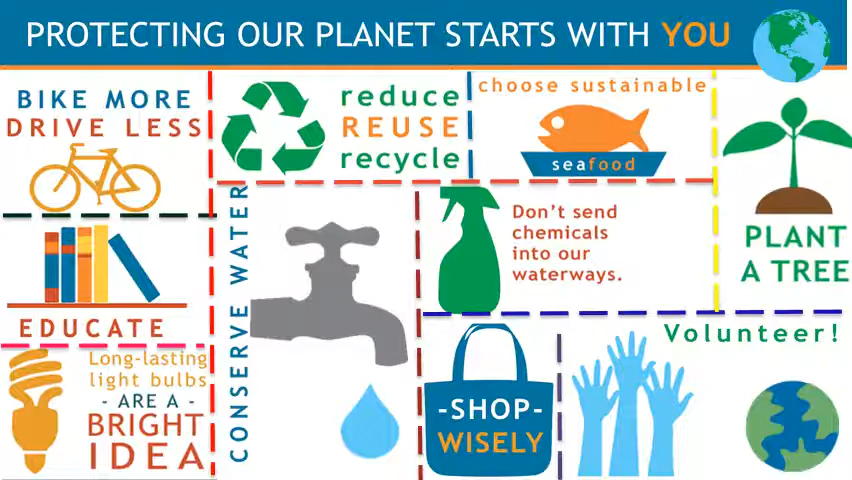 PROTECTING OUR PLANET STARTS WITH YOU
BIKE MORE
DRIVE LESS
reduce
REUSE
recycle
choose sustainable
seafood
PLANT
A TREE
EDUCATE
CONSERVE WATER
Don't send
chemicals
into our
waterways.
Long-lasting
light bulbs
- ARE A -
BRIGHT
IDEA
-SHOP-
WISELY
Volunteer!